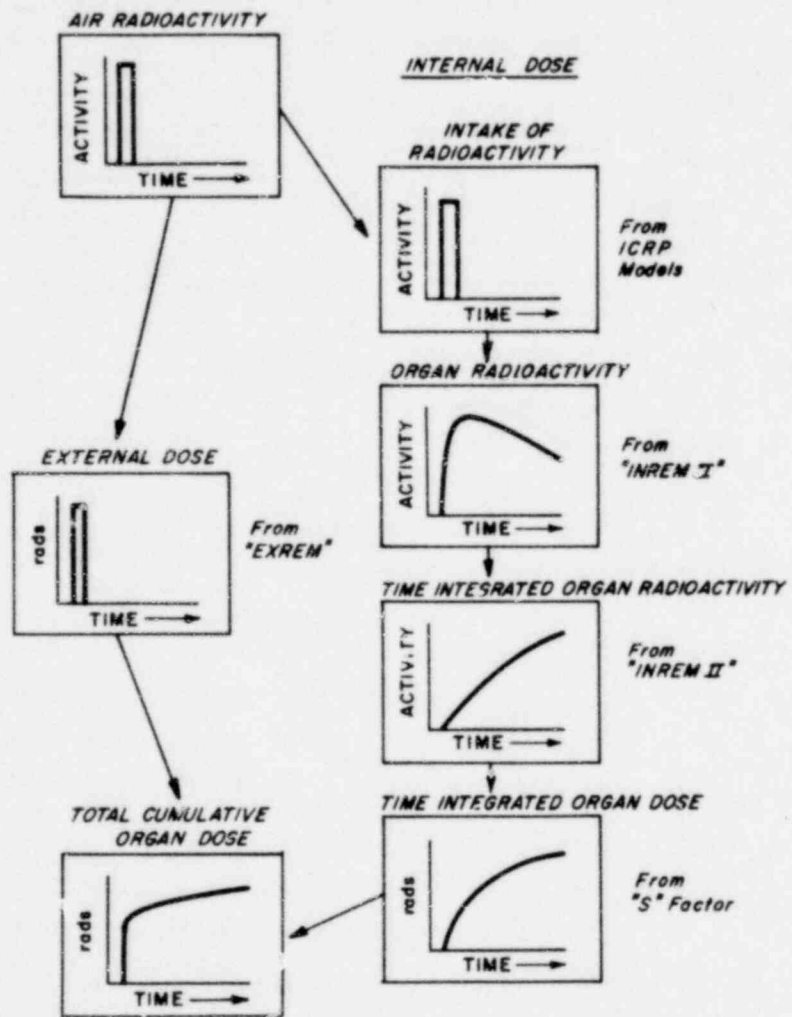 AIR RADIOACTIVITY
ACTIVITY
TIME
INTERNAL DOSE
INTAKE OF
RADIOACTIVITY
ACTIVITY
TIME
From
ICRP
Models
ORGAN RADIOACTIVITY
ACTIVITY
TIME
From
"INREM II"
EXTERNAL DOSE
rads
TIME
From
"EXREM"
TIME INTEGRATED ORGAN RADIOACTIVITY
ACTIVITY
TIME
From
"INREM II"
TIME INTEGRATED ORGAN DOSE
rads
TIME
From
"S" Factor
TOTAL CUMULATIVE
ORGAN DOSE
rads
TIME